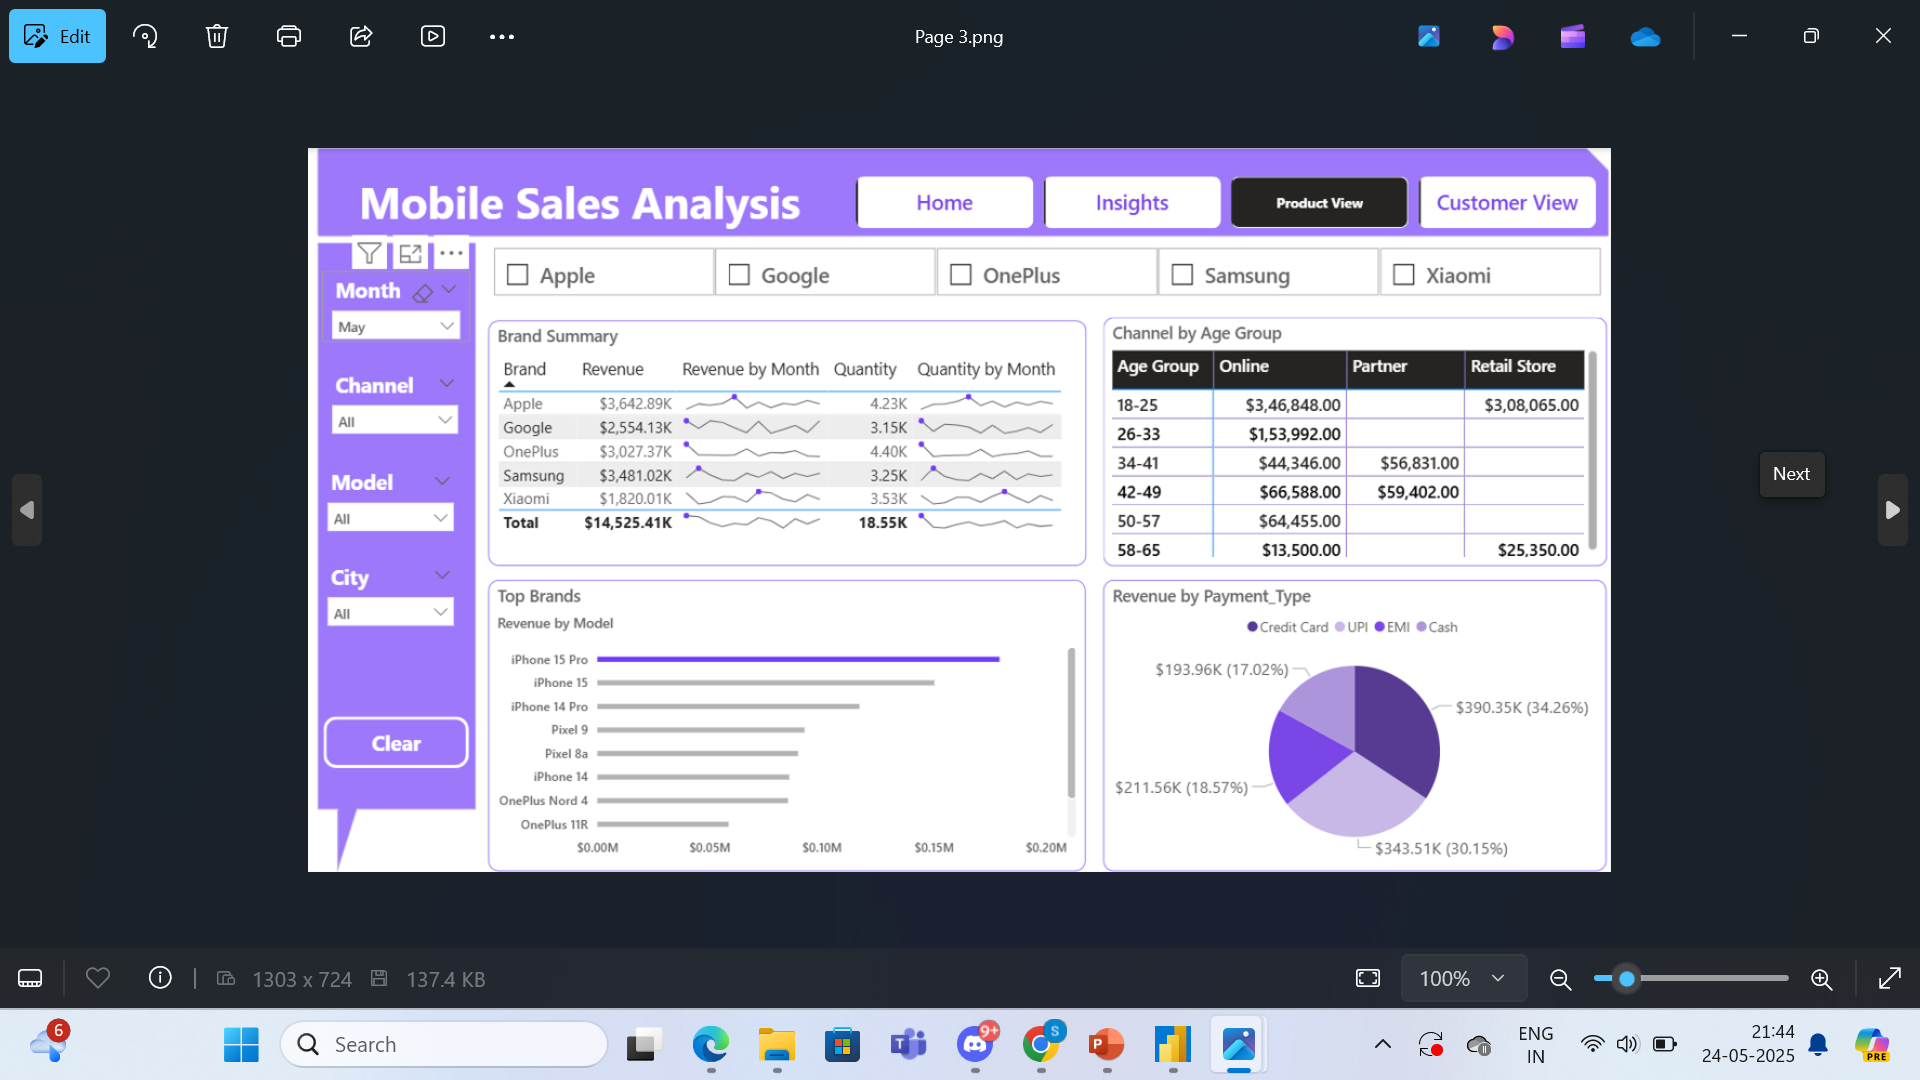 Edit
Page 3.png
Mobile Sales Analysis
Home
Insights
Product View
Customer View
Month
May
Channel
All
Model
All
City
All
Clear
Apple
Google
OnePlus
Samsung
Xiaomi
Brand Summary
Brand Revenue Revenue by Month Quantity Quantity by Month
Apple $3,642.89K 4.23K
Google $2,554.13K 3.15K
OnePlus $3,027.37K 4.40K
Samsung $3,481.02K 3.25K
Xiaomi $1,820.01K 3.53K
Total $14,525.41K 18.55K
Channel by Age Group
Age Group Online Partner Retail Store
18-25 $3,46,848.00 $3,08,065.00
26-33 $1,53,992.00
34-41 $44,346.00 $56,831.00
42-49 $66,588.00 $59,402.00
50-57 $64,455.00
58-65 $13,500.00 $25,350.00
Top Brands
Revenue by Model
iPhone 15 Pro
iPhone 15
iPhone 14 Pro
Pixel 9
Pixel 8a
iPhone 14
OnePlus Nord 4
OnePlus 11R
$0.00M $0.05M $0.10M $0.15M $0.20M
Revenue by Payment_Type
Credit Card UPI EMI Cash
$193.96K (17.02%)
$390.35K (34.26%)
$211.56K (18.57%)
$343.51K (30.15%)
Next
1303 x 724 137.4 KB
100%
6
Search
T
9+
S
P
ENG
IN
21:44
24-05-2025
PRE